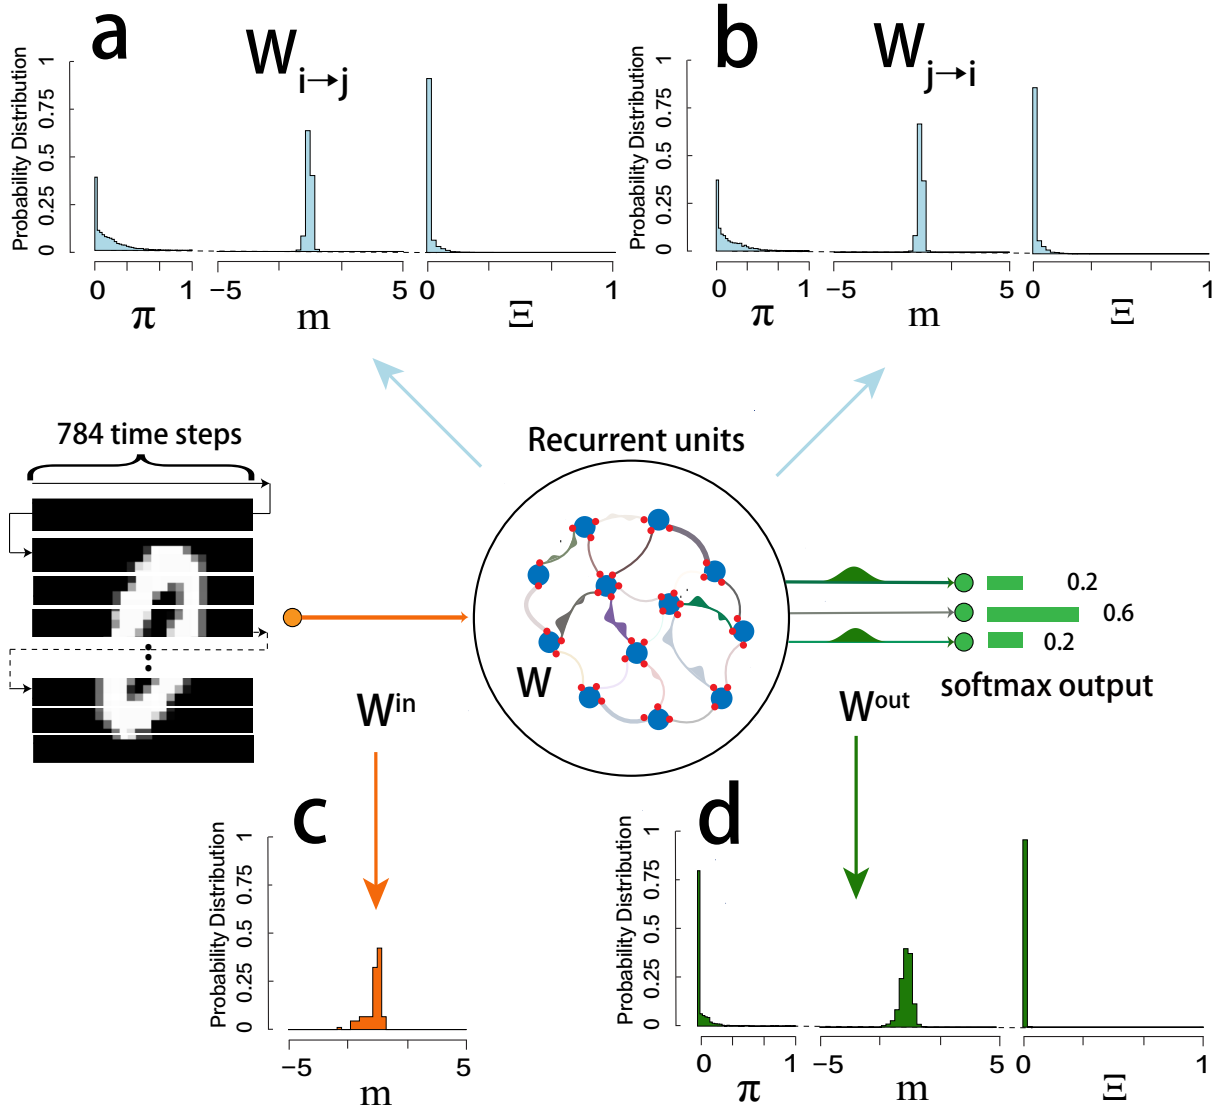 a
W i→j
Probability Distribution
0 0.25 0.5 0.75 1
0 1
π
−5 5
m
0 1
Ξ
b
W j→i
Probability Distribution
0 0.25 0.5 0.75 1
0 1
π
−5 5
m
0 1
Ξ
784 time steps
Recurrent units
W
W in
W out
0.2
0.6
0.2
softmax output
c
Probability Distribution
0 0.25 0.5 0.75 1
−5 5
m
d
Probability Distribution
0 0.25 0.5 0.75 1
0 1
π
−5 5
m
0 1
Ξ